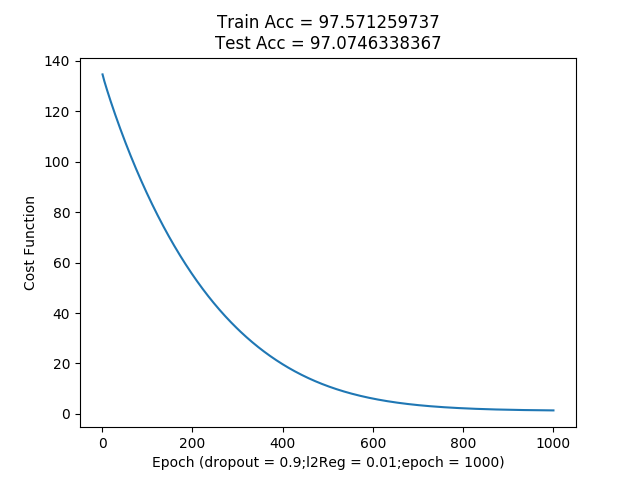 Train Acc = 97.571259737
Test Acc = 97.0746338367
140
120
100
80
60
40
20
0
Cost Function
0 200 400 600 800 1000
Epoch (dropout = 0.9;l2Reg = 0.01;epoch = 1000)